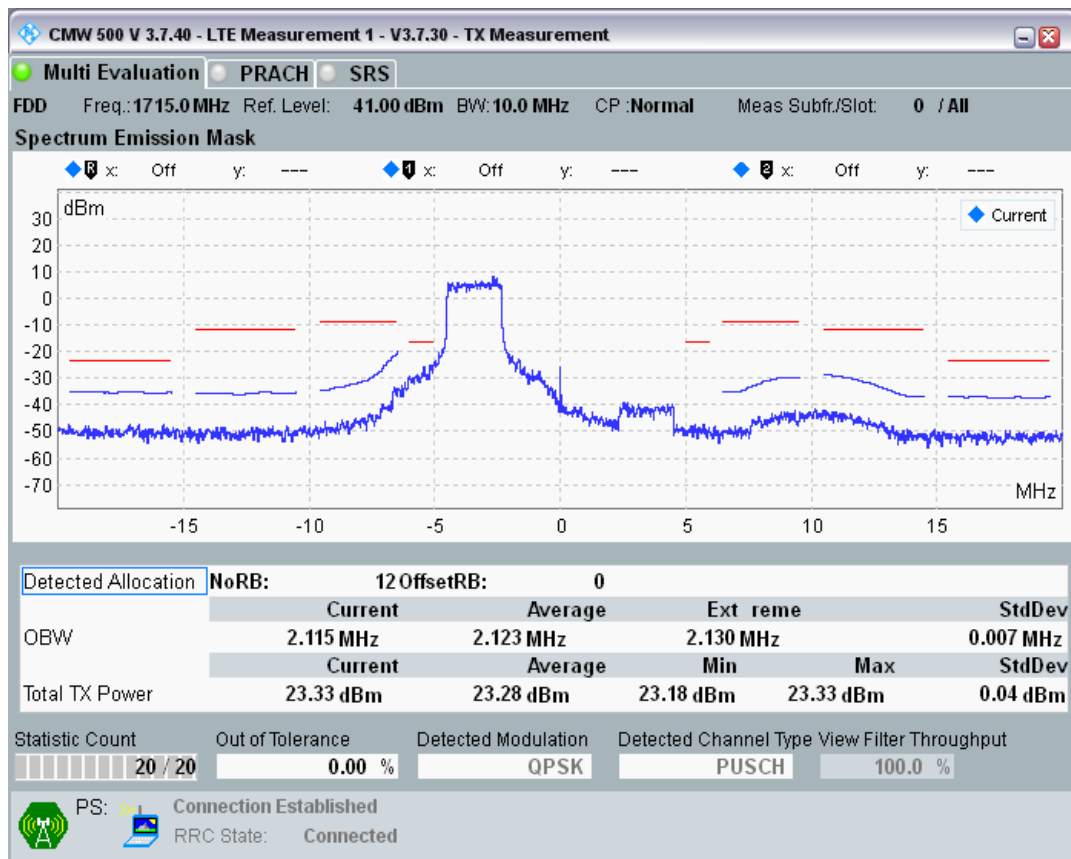 CMW 500 V 3.7.40 - LTE Measurement 1 - V3.7.30 - TX Measurement
Multi Evaluation PRACH SRS
FDD Freq.: 1715.0 MHz Ref. Level: 41.00 dBm BW: 10.0 MHz CP :Normal Meas Subfr./Slot: 0 / All
Spectrum Emission Mask
R x: Off y: --- 1 x: Off y: --- 2 x: Off y: ---
dBm
Current
30
20
10
0
-10
-20
-30
-40
-50
-60
-70
MHz
-15 -10 -5 0 5 10 15
Detected Allocation NoRB: 12 OffsetRB: 0
Current Average Ext reme StdDev
OBW 2.115 MHz 2.123 MHz 2.130 MHz 0.007 MHz
Current Average Min Max StdDev
Total TX Power 23.33 dBm 23.28 dBm 23.18 dBm 23.33 dBm 0.04 dBm
Statistic Count Out of Tolerance Detected Modulation Detected Channel Type View Filter Throughput
20 / 20 0.00 % QPSK PUSCH 100.0 %
PS: Connection Established
RRC State: Connected